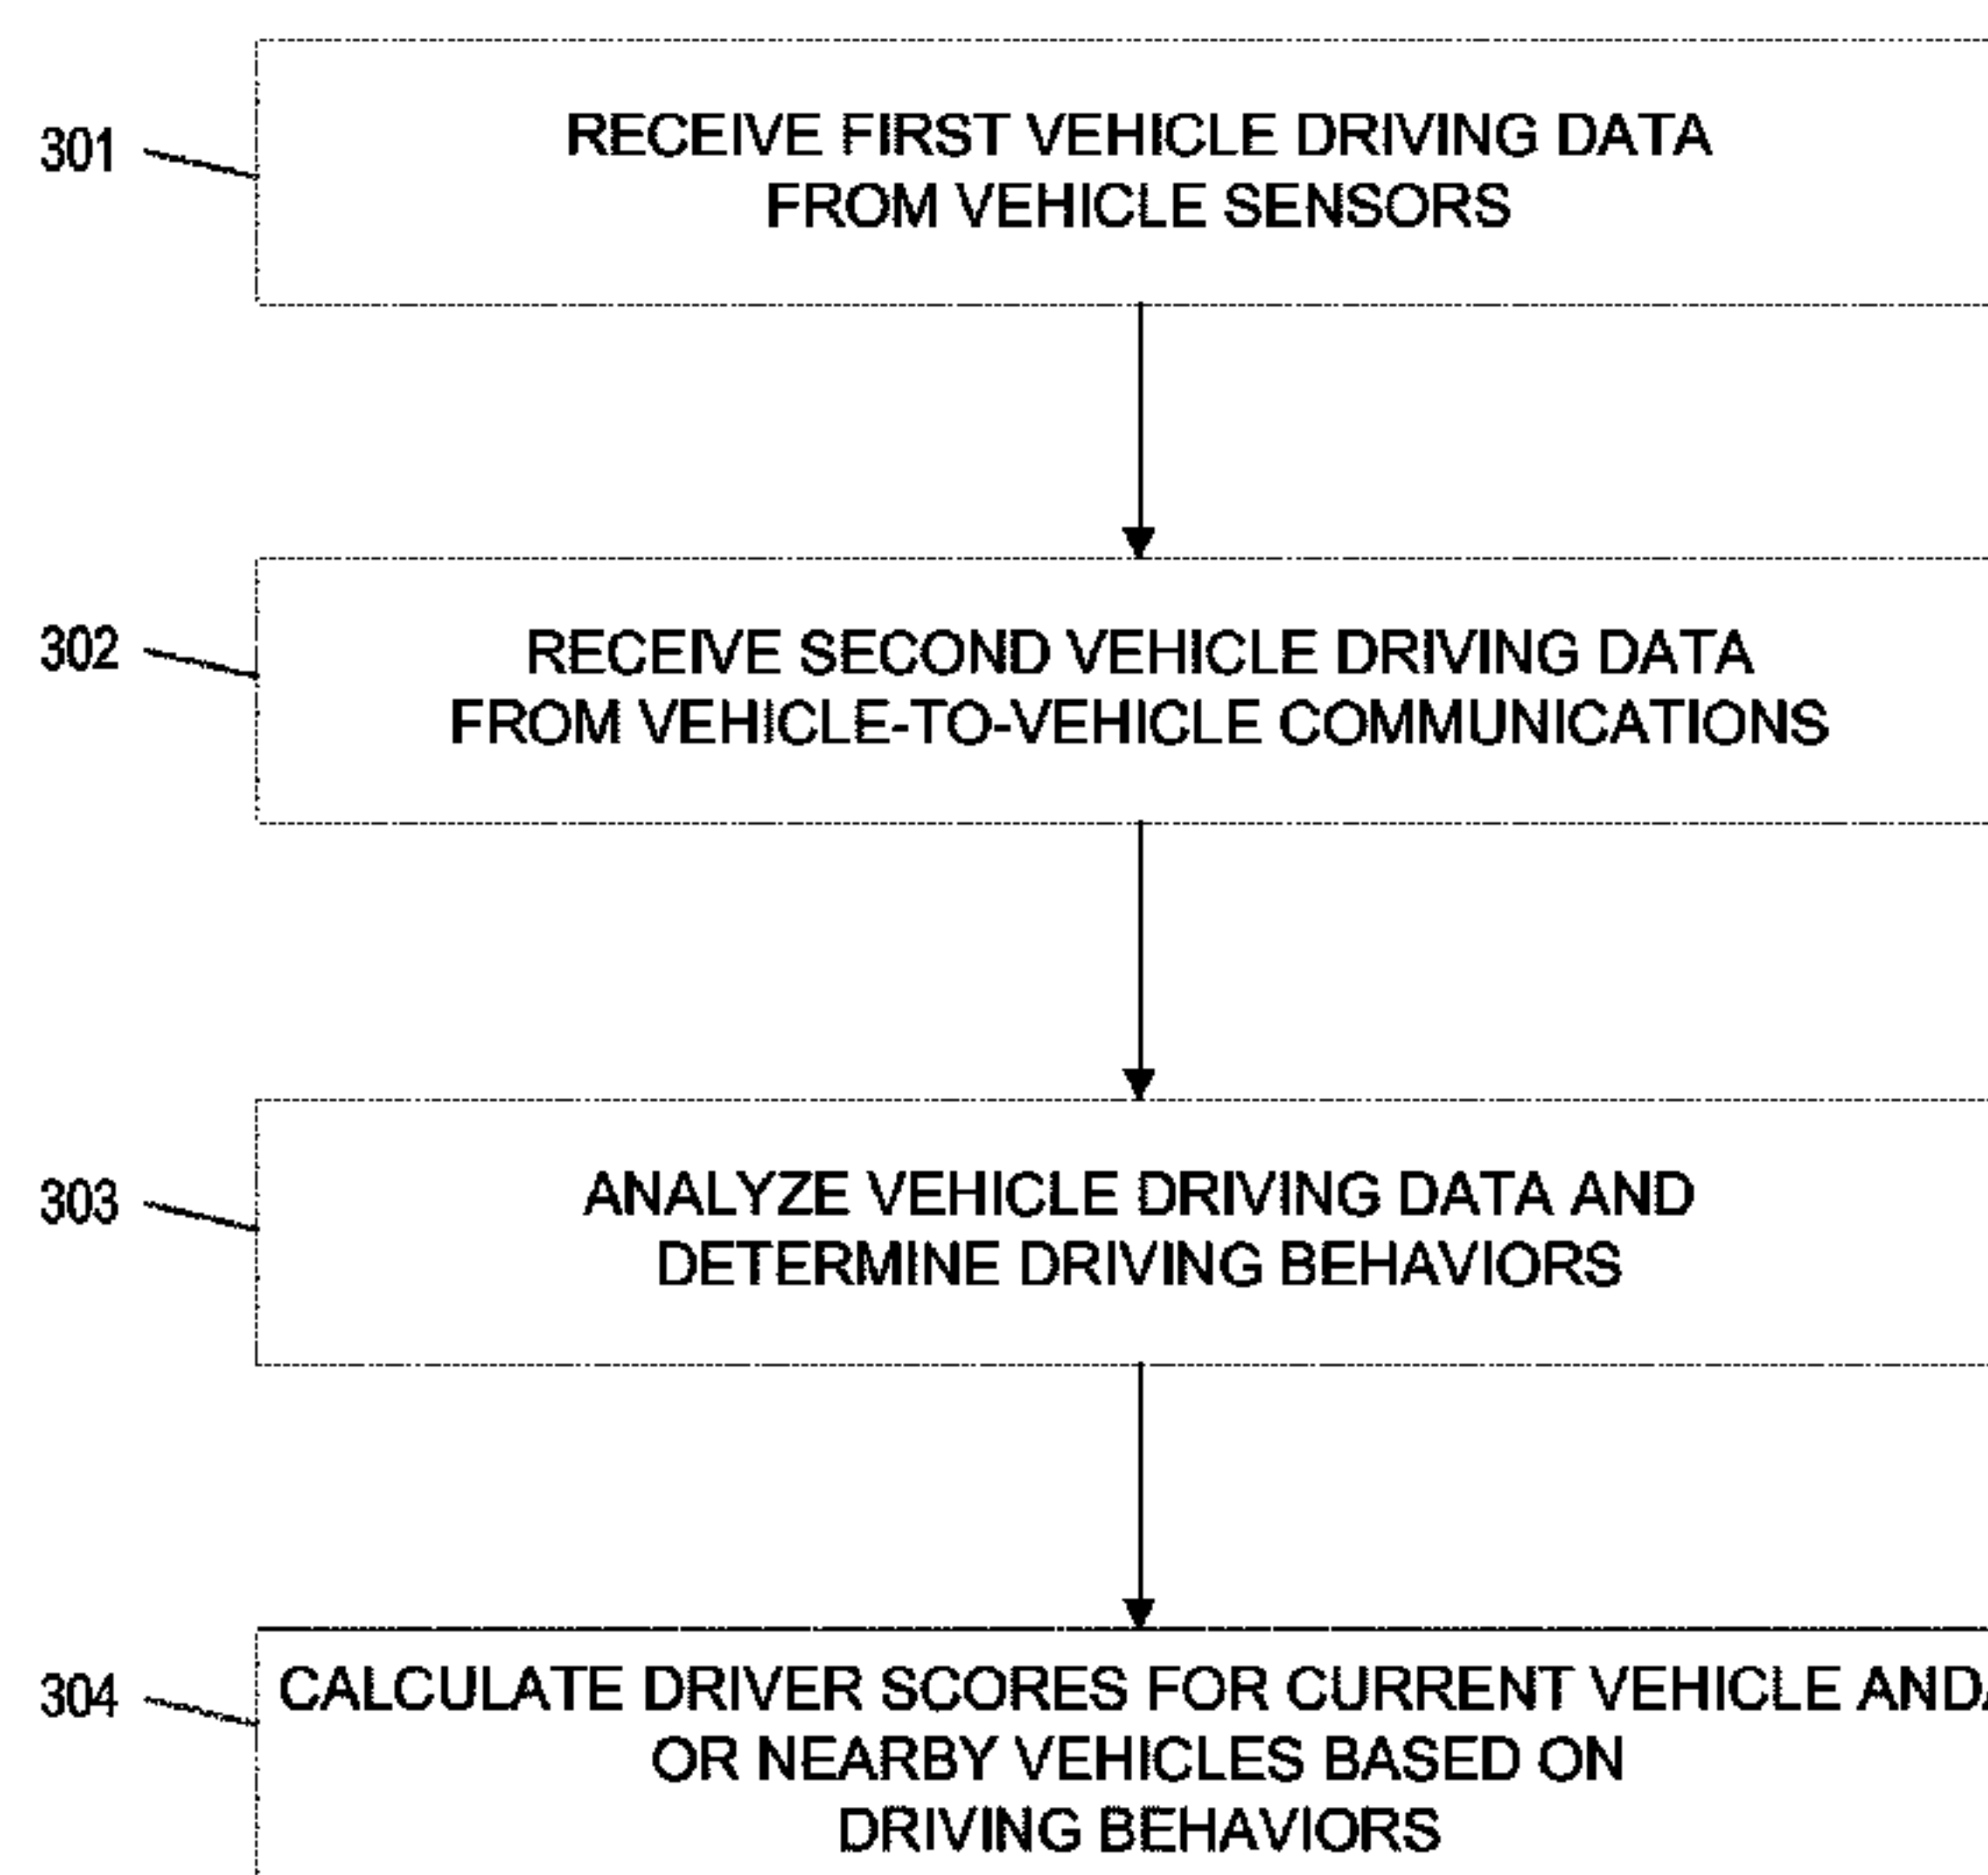 301
RECEIVE FIRST VEHICLE DRIVING DATA
FROM VEHICLE SENSORS
302
RECEIVE SECOND VEHICLE DRIVING DATA
FROM VEHICLE-TO-VEHICLE COMMUNICATIONS
303
ANALYZE VEHICLE DRIVING DATA AND
DETERMINE DRIVING BEHAVIORS
304
CALCULATE DRIVER SCORES FOR CURRENT VEHICLE AND/
OR NEARBY VEHICLES BASED ON
DRIVING BEHAVIORS